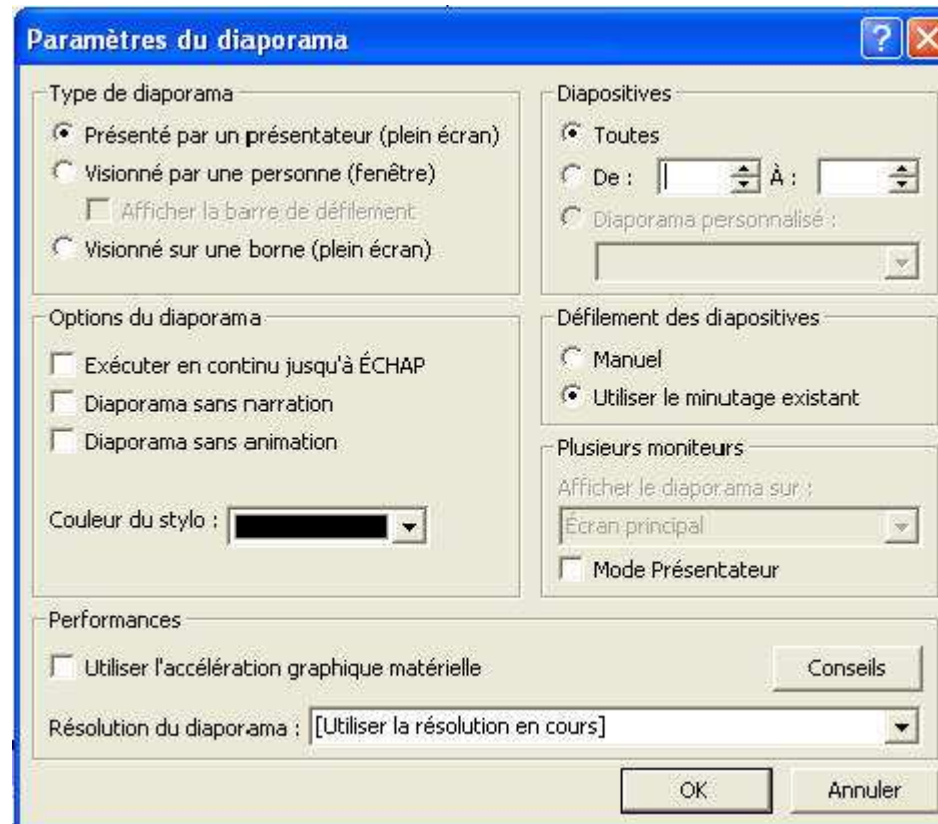 Paramètres du diaporama
Type de diaporama
Présenté par un présentateur (plein écran)
Visionné par une personne (fenêtre)
Afficher la barre de défilement
Visionné sur une borne (plein écran)
Diapositives
Toutes
De : À :
Diaporama personnalisé :
Options du diaporama
Exécuter en continu jusqu'à ÉCHAP
Diaporama sans narration
Diaporama sans animation
Couleur du stylo :
Défilement des diapositives
Manuel
Utiliser le minutage existant
Plusieurs moniteurs
Afficher le diaporama sur :
Écran principal
Mode Présentateur
Performances
Utiliser l'accélération graphique matérielle
Conseils
Résolution du diaporama : [Utiliser la résolution en cours]
OK Annuler